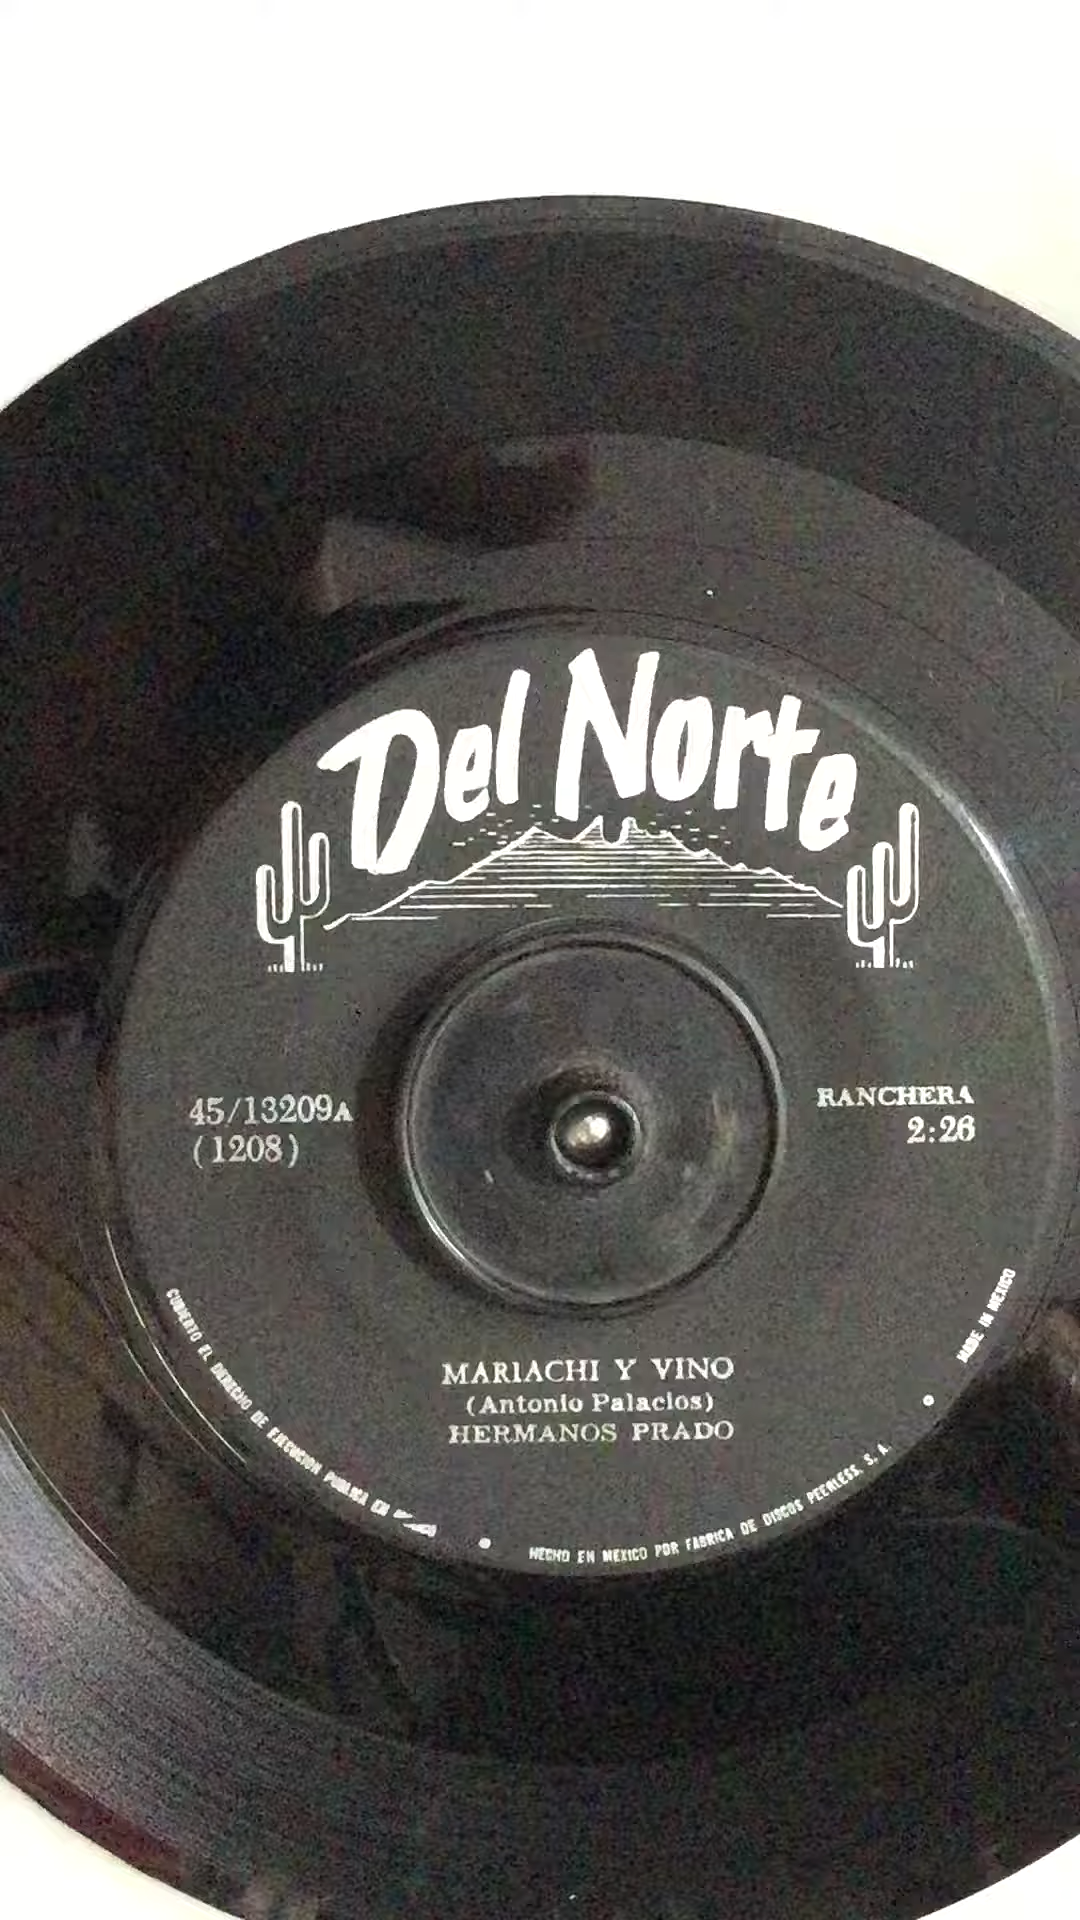 Del Norte
45/13209A
(1208)
RANCHERA
2:26
MARIACHI Y VINO
(Antonio Palacios)
HERMANOS PRADO
CUBIERTO EL DERECHO DE EJECUCION PUBLICA EN
HECHO EN MEXICO POR FABRICA DE DISCOS PEERLESS, S. A.
MADE IN MEXICO